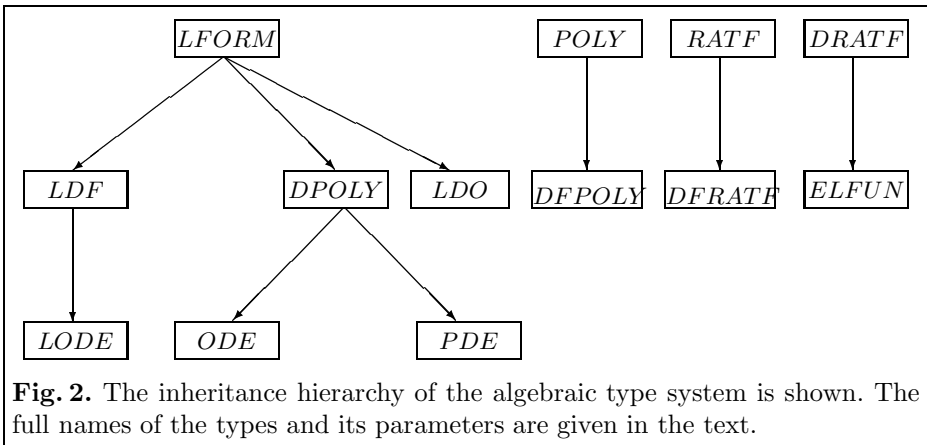 LFORM POLY RATF DRATF
LDF DPOLY LDO DFPOLY DFRATF ELFUN
LODE ODE PDE
Fig. 2. The inheritance hierarchy of the algebraic type system is shown. The
full names of the types and its parameters are given in the text.